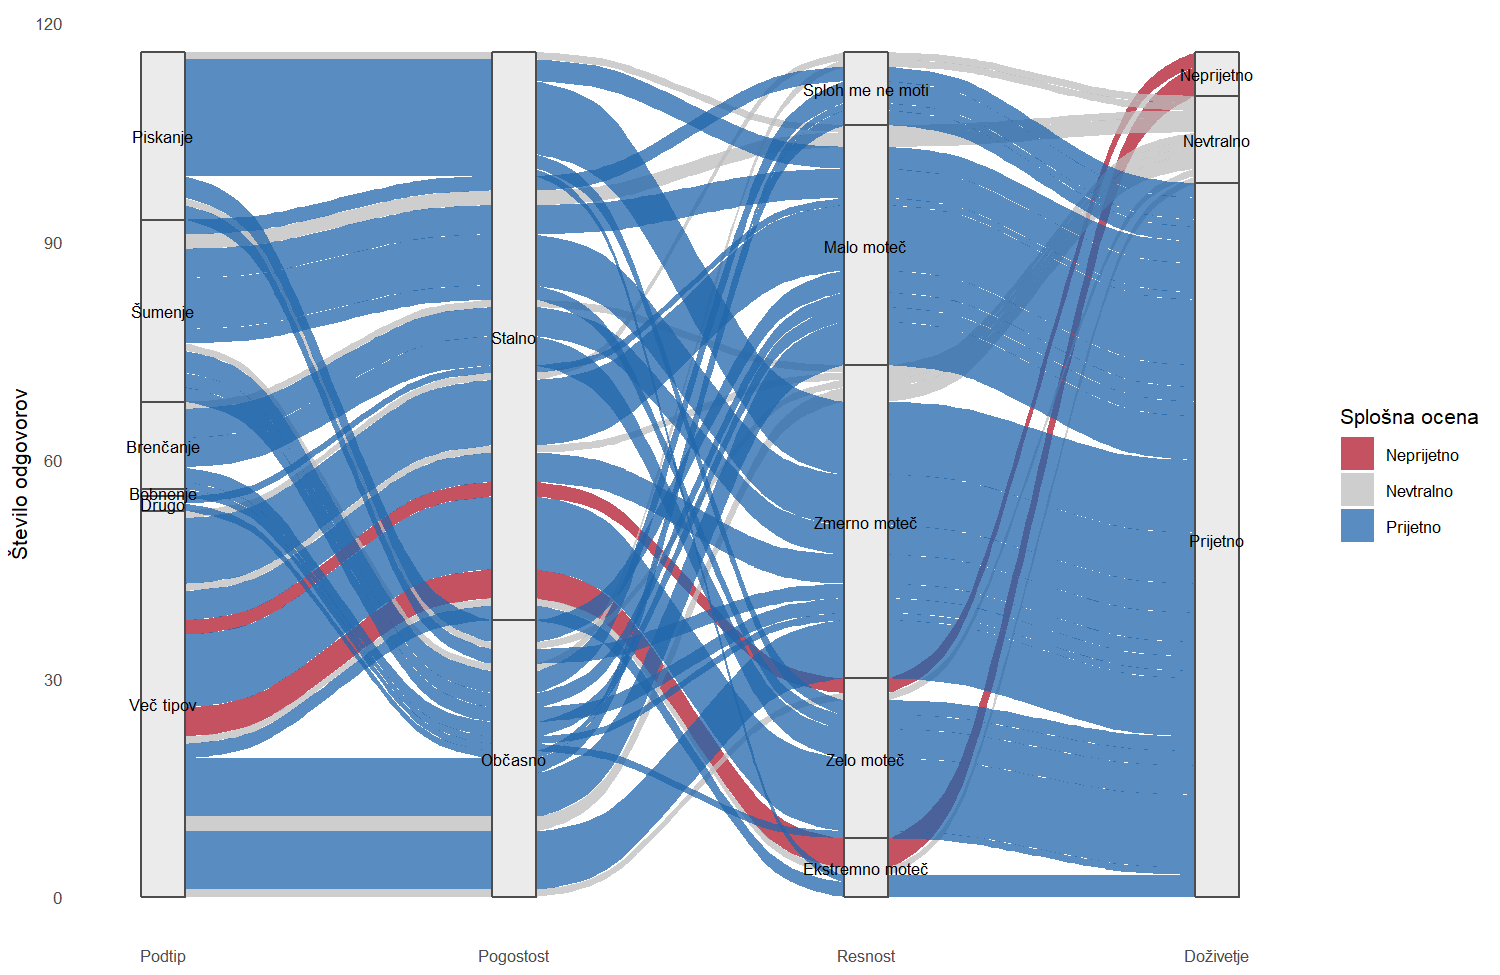 120
90
60
30
0
Število odgovorov
Piskanje
Šumenje
Brenčanje
Bobnenje
Drugo
Več tipov
Stalno
Občasno
Sploh me ne moti
Malo moteč
Zmerno moteč
Zelo moteč
Ekstremno moteč
Neprijetno
Nevtralno
Prijetno
Podtip
Pogostost
Resnost
Doživetje
Splošna ocena
Neprijetno
Nevtralno
Prijetno